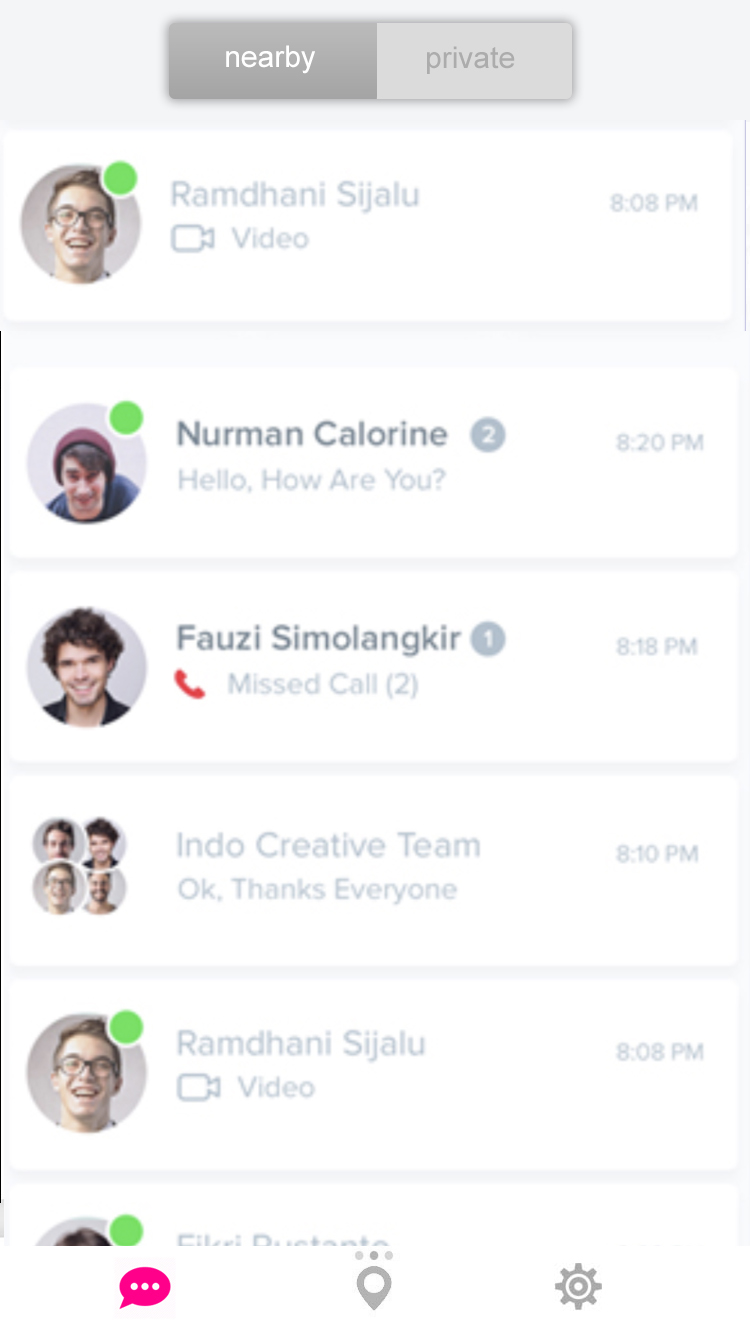 nearby
private
Ramdhani Sijalu
8:08 PM
Video
Nurman Calorine 2
8:20 PM
Hello, How Are You?
Fauzi Simolangkir 1
8:18 PM
Missed Call (2)
Indo Creative Team
8:10 PM
Ok, Thanks Everyone
Ramdhani Sijalu
8:08 PM
Video